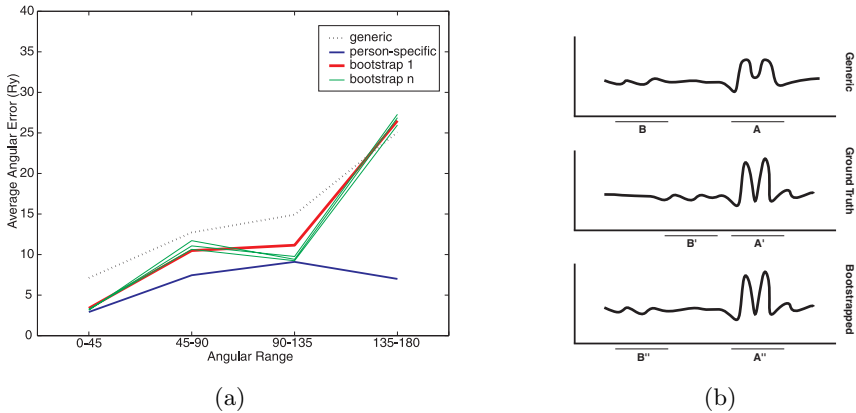 40
35
30
25
20
15
10
5
0
Average Angular Error (Ry)
generic
person-specific
bootstrap 1
bootstrap n
0-45
45-90
90-135
135-180
Angular Range
(a)
Generic
B
A
Ground Truth
B'
A'
Bootstrapped
B''
A''
(b)